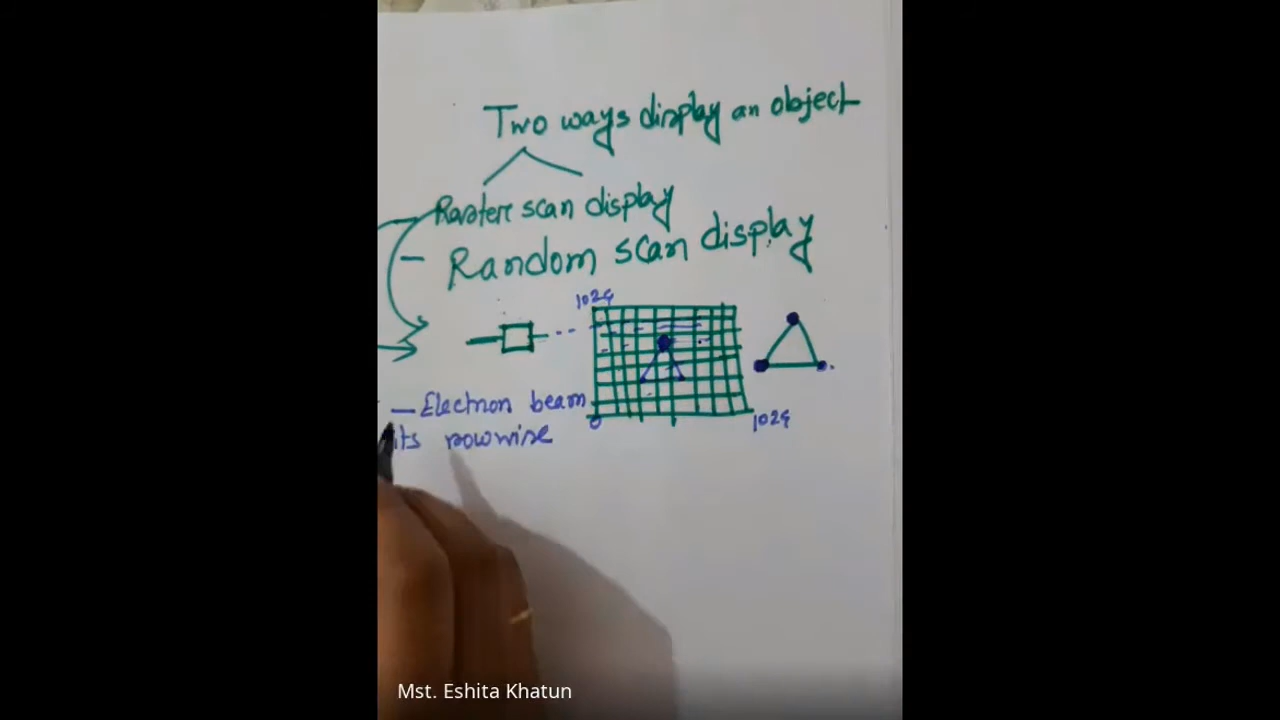 Two ways display an object
Raster scan display
— Random scan display
1024
— Electron beam
its rowwise
0
1024
Mst. Eshita Khatun